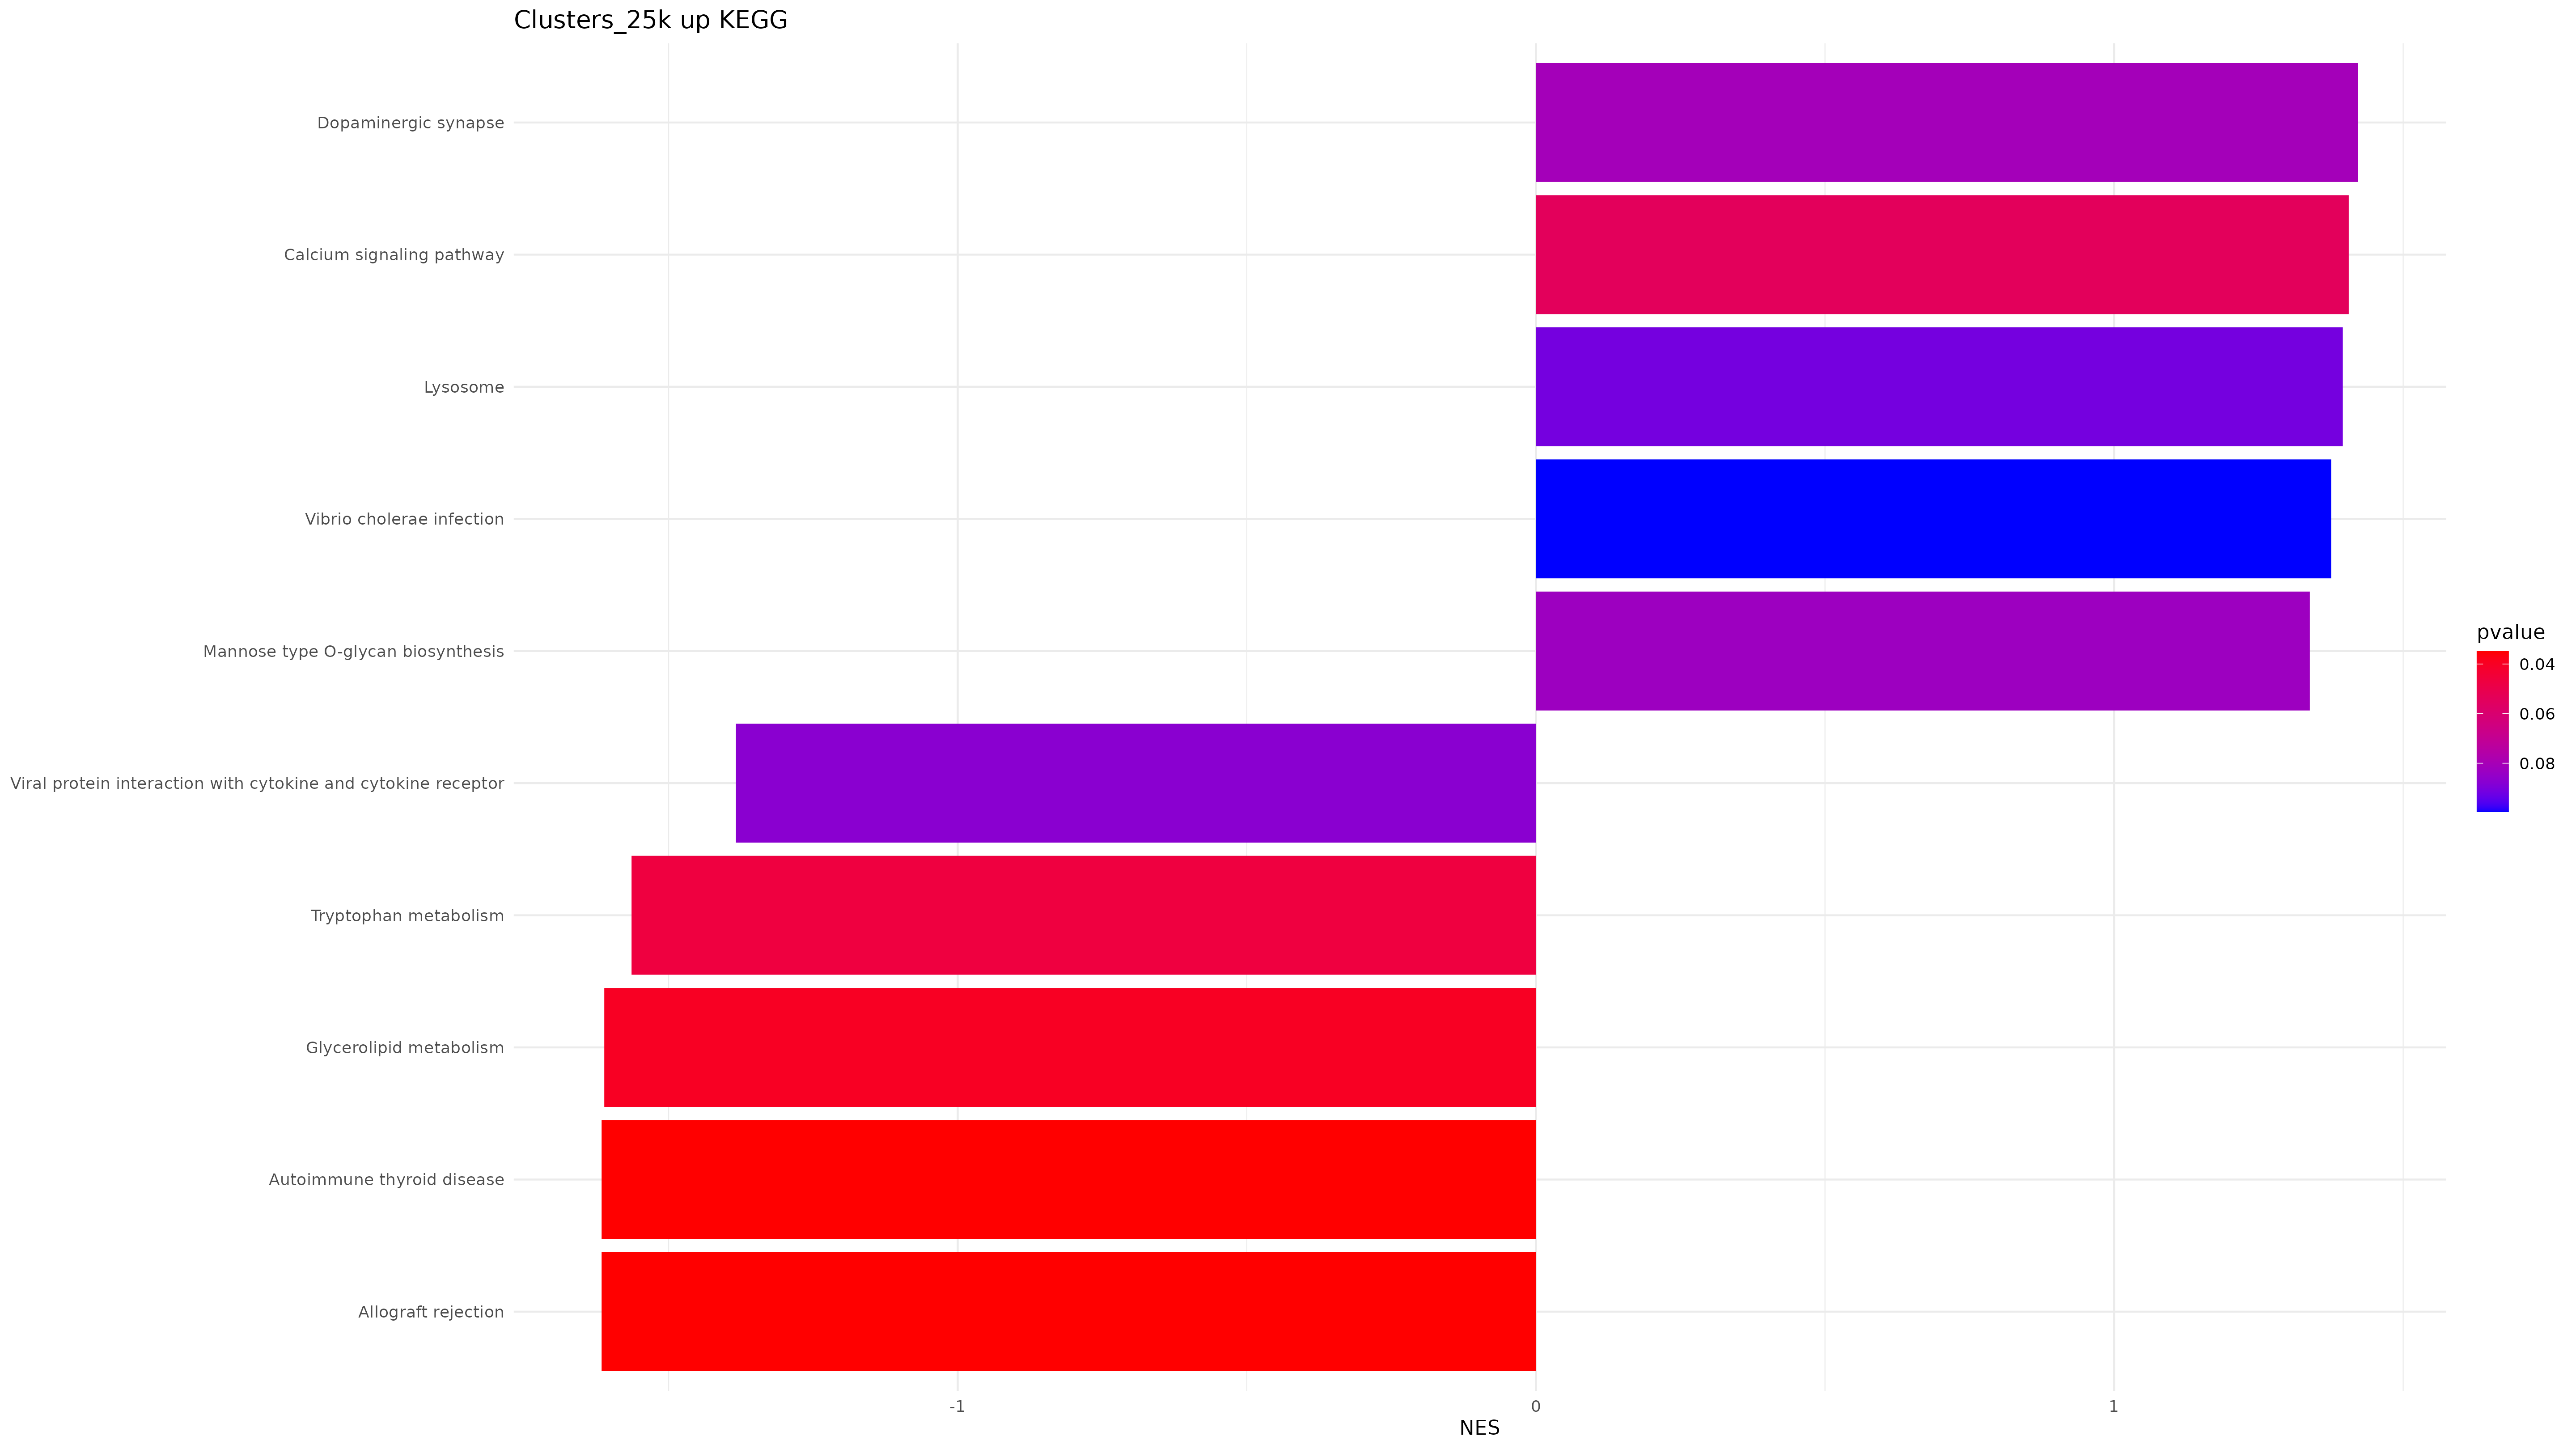 Clusters_25k up KEGG
Dopaminergic synapse
Calcium signaling pathway
Lysosome
Vibrio cholerae infection
Mannose type O-glycan biosynthesis
Viral protein interaction with cytokine and cytokine receptor
Tryptophan metabolism
Glycerolipid metabolism
Autoimmune thyroid disease
Allograft rejection
-1 0 1
NES
pvalue
0.04
0.06
0.08